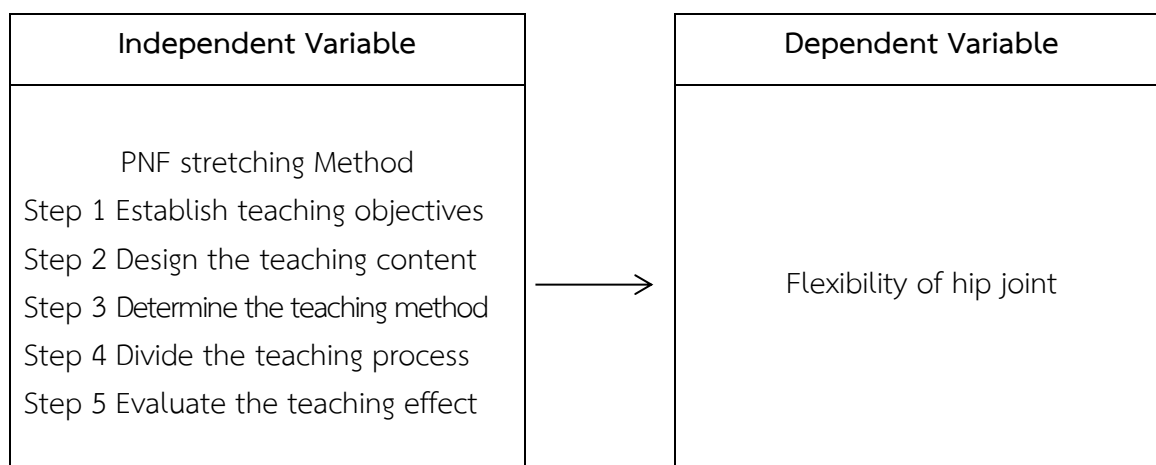 Independent Variable
PNF stretching Method
Step 1 Establish teaching objectives
Step 2 Design the teaching content
Step 3 Determine the teaching method
Step 4 Divide the teaching process
Step 5 Evaluate the teaching effect
Dependent Variable
Flexibility of hip joint